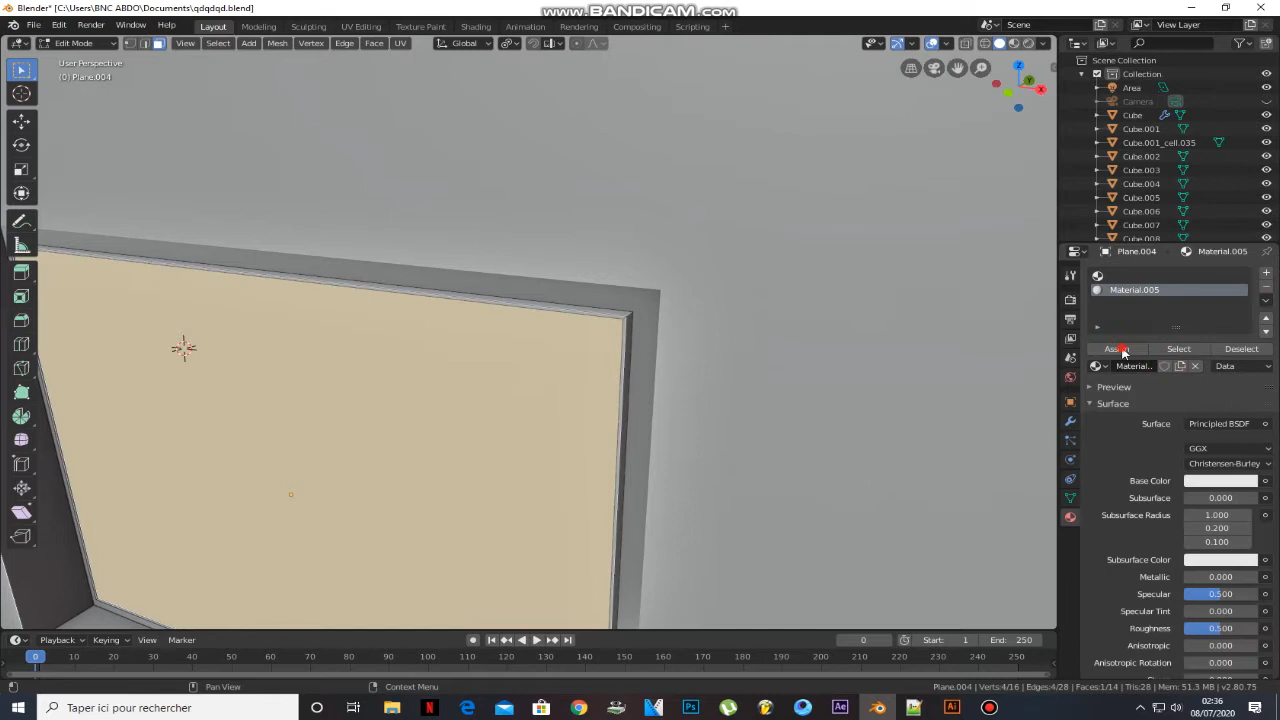 Blender* [C:\Users\BNC ABDO\Documents\qdqdqd.blend]
www.BANDICAM.com
File Edit Render Window Help
Layout Modeling Sculpting UV Editing Texture Paint Shading Animation Rendering Compositing Scripting +
Scene View Layer
Edit Mode View Select Add Mesh Vertex Edge Face UV Global
User Perspective
(0) Plane.004
Z
Y
X
Scene Collection
Collection
Area
Camera
Cube
Cube.001
Cube.001_cell.035
Cube.002
Cube.003
Cube.004
Cube.005
Cube.006
Cube.007
Cube.008
Plane.004 Material.005
Material.005
Assign Select Deselect
Material.. Data
Preview
Surface
Surface Principled BSDF
GGX
Christensen-Burley
Base Color
Subsurface 0.000
Subsurface Radius 1.000
0.200
0.100
Subsurface Color
Metallic 0.000
Specular 0.500
Specular Tint 0.000
Roughness 0.500
Anisotropic 0.000
Anisotropic Rotation 0.000
Playback Keying View Marker 0 Start: 1 End: 250
0 10 20 30 40 50 60 70 80 90 100 110 120 130 140 150 160 170 180 190 200 210 220 230 240 250
Pan View Context Menu Plane.004 | Verts:4/16 | Edges:4/28 | Faces:1/14 | Tris:28 | Mem: 51.3 MB | v2.80.75
Taper ici pour rechercher
02:36
08/07/2020